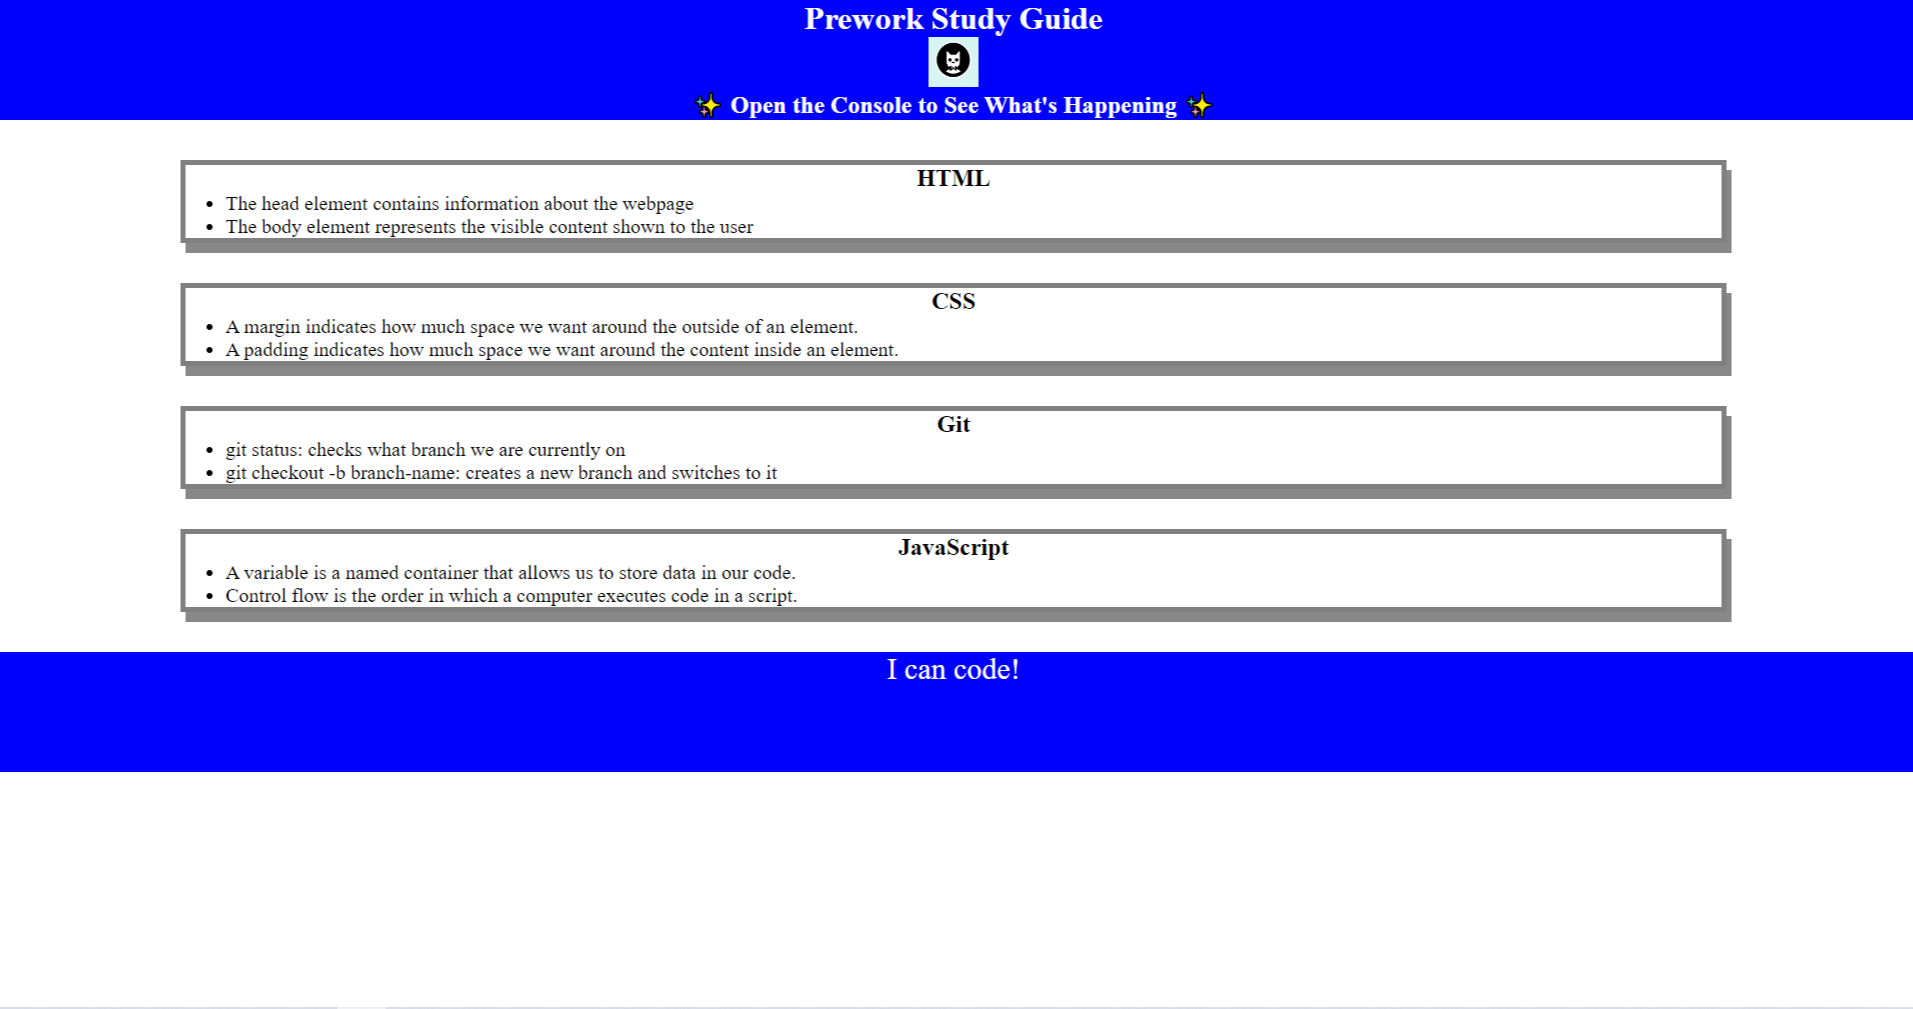 Prework Study Guide
✨ Open the Console to See What's Happening ✨
HTML
• The head element contains information about the webpage
• The body element represents the visible content shown to the user
CSS
• A margin indicates how much space we want around the outside of an element.
• A padding indicates how much space we want around the content inside an element.
Git
• git status: checks what branch we are currently on
• git checkout -b branch-name: creates a new branch and switches to it
JavaScript
• A variable is a named container that allows us to store data in our code.
• Control flow is the order in which a computer executes code in a script.
I can code!